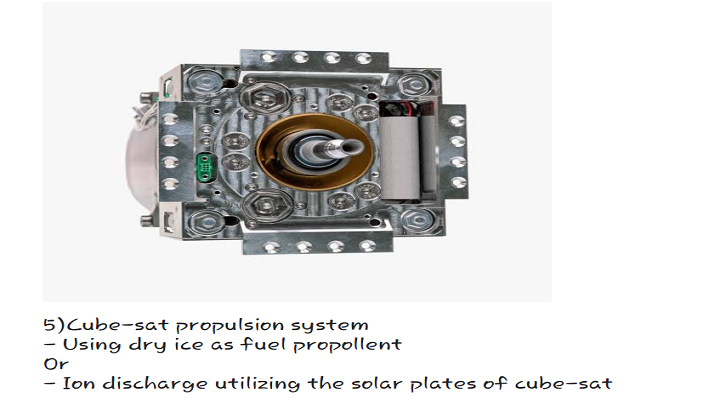 5)Cube-sat propulsion system
- Using dry ice as fuel propollent
Or
- Ion discharge utilizing the solar plates of cube-sat